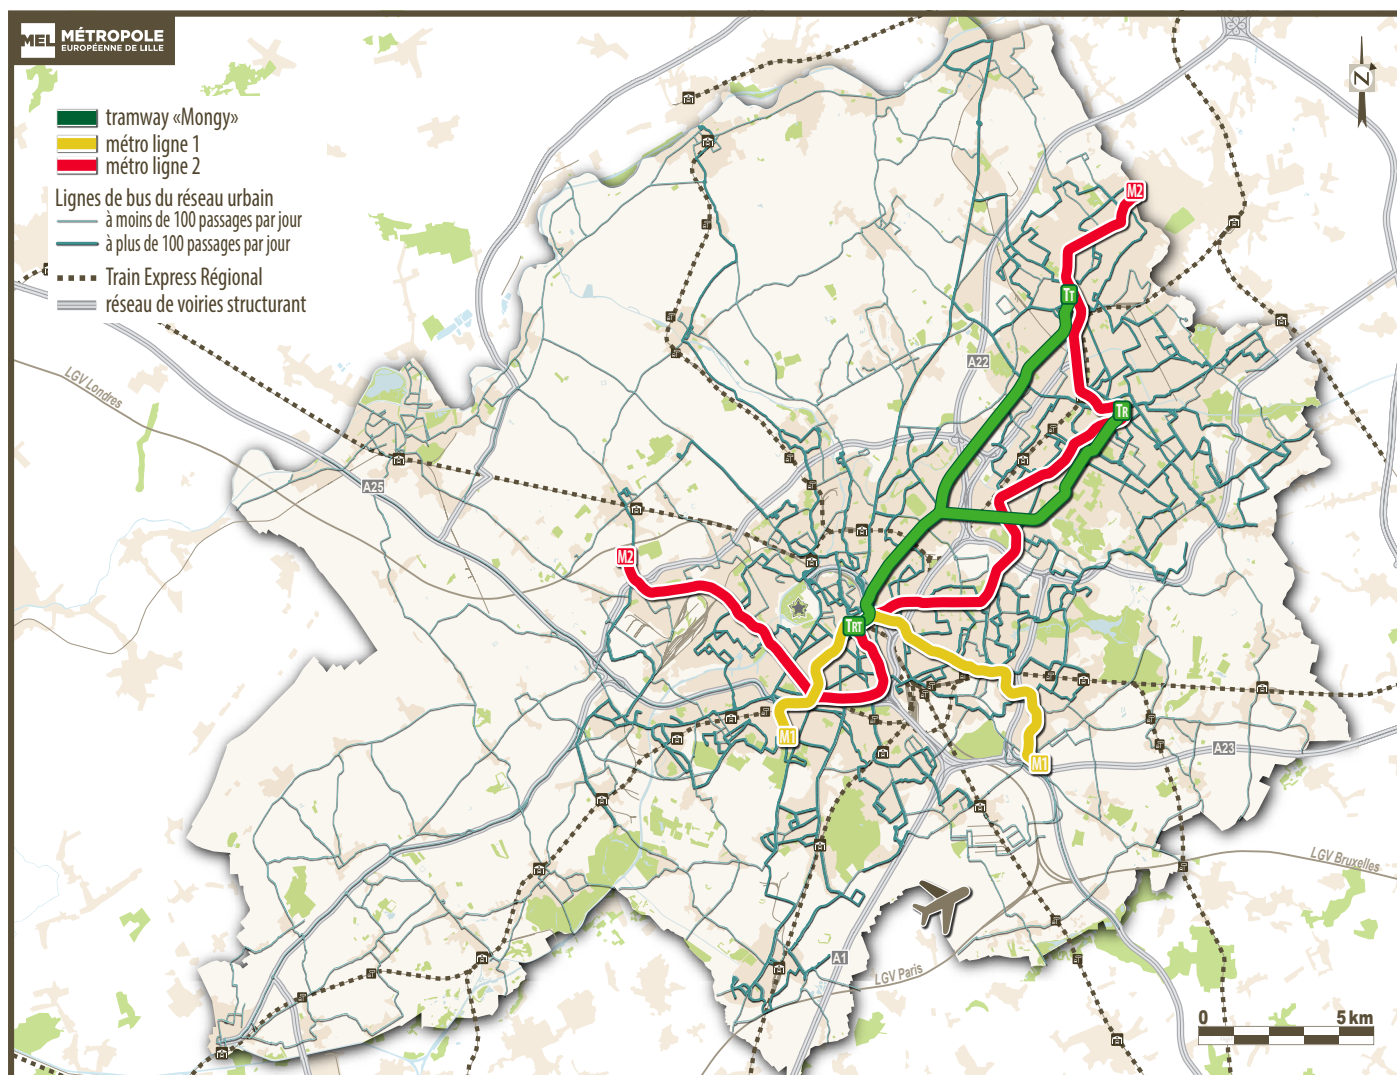 MEL MÉTROPOLE
EUROPÉENNE DE LILLE
tramway «Mongy»
métro ligne 1
métro ligne 2
Lignes de bus du réseau urbain
à moins de 100 passages par jour
à plus de 100 passages par jour
Train Express Régional
réseau de voiries structurant
N
M2
TT
A22
LGV Londres
TR
A25
M2
TRT
M1
A23
M1
LGV Bruxelles
A1
LGV Paris
0 5 km